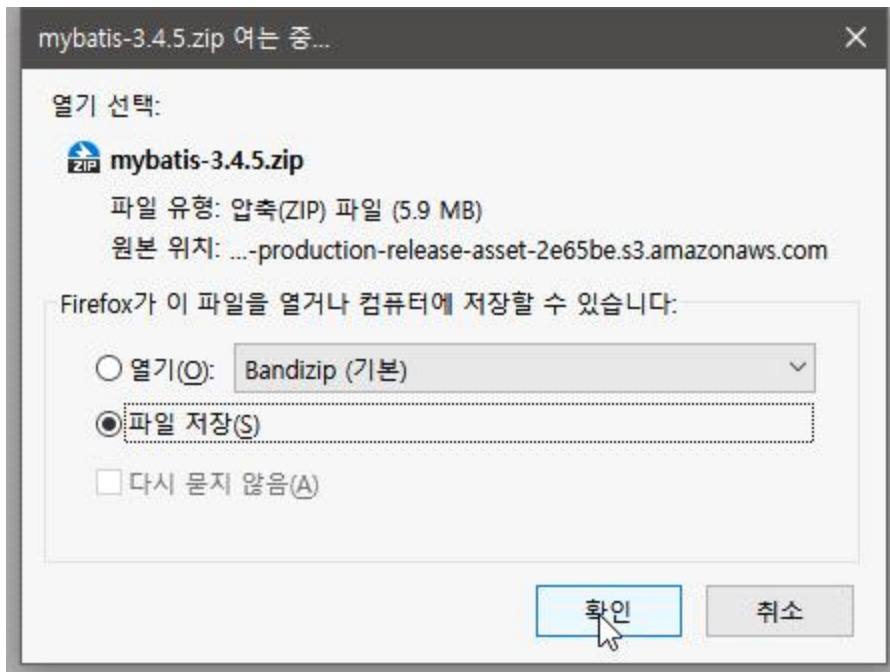 mybatis-3.4.5.zip 여는 중...
열기 선택:
ZIP mybatis-3.4.5.zip
파일 유형: 압축(ZIP) 파일 (5.9 MB)
원본 위치: ...-production-release-asset-2e65be.s3.amazonaws.com
Firefox가 이 파일을 열거나 컴퓨터에 저장할 수 있습니다:
열기(O): Bandizip (기본)
파일 저장(S)
다시 묻지 않음(A)
확인 취소